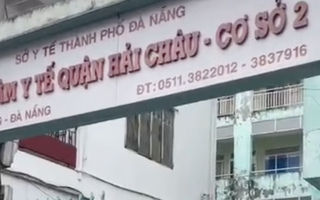 SỞ Y TẾ THÀNH PHỐ ĐÀ NẴNG
ÂM Y TẾ QUẬN HẢI CHÂU - CƠ SỞ 2
- ĐÀ NẴNG
ĐT: 0511.3822012 - 3837916